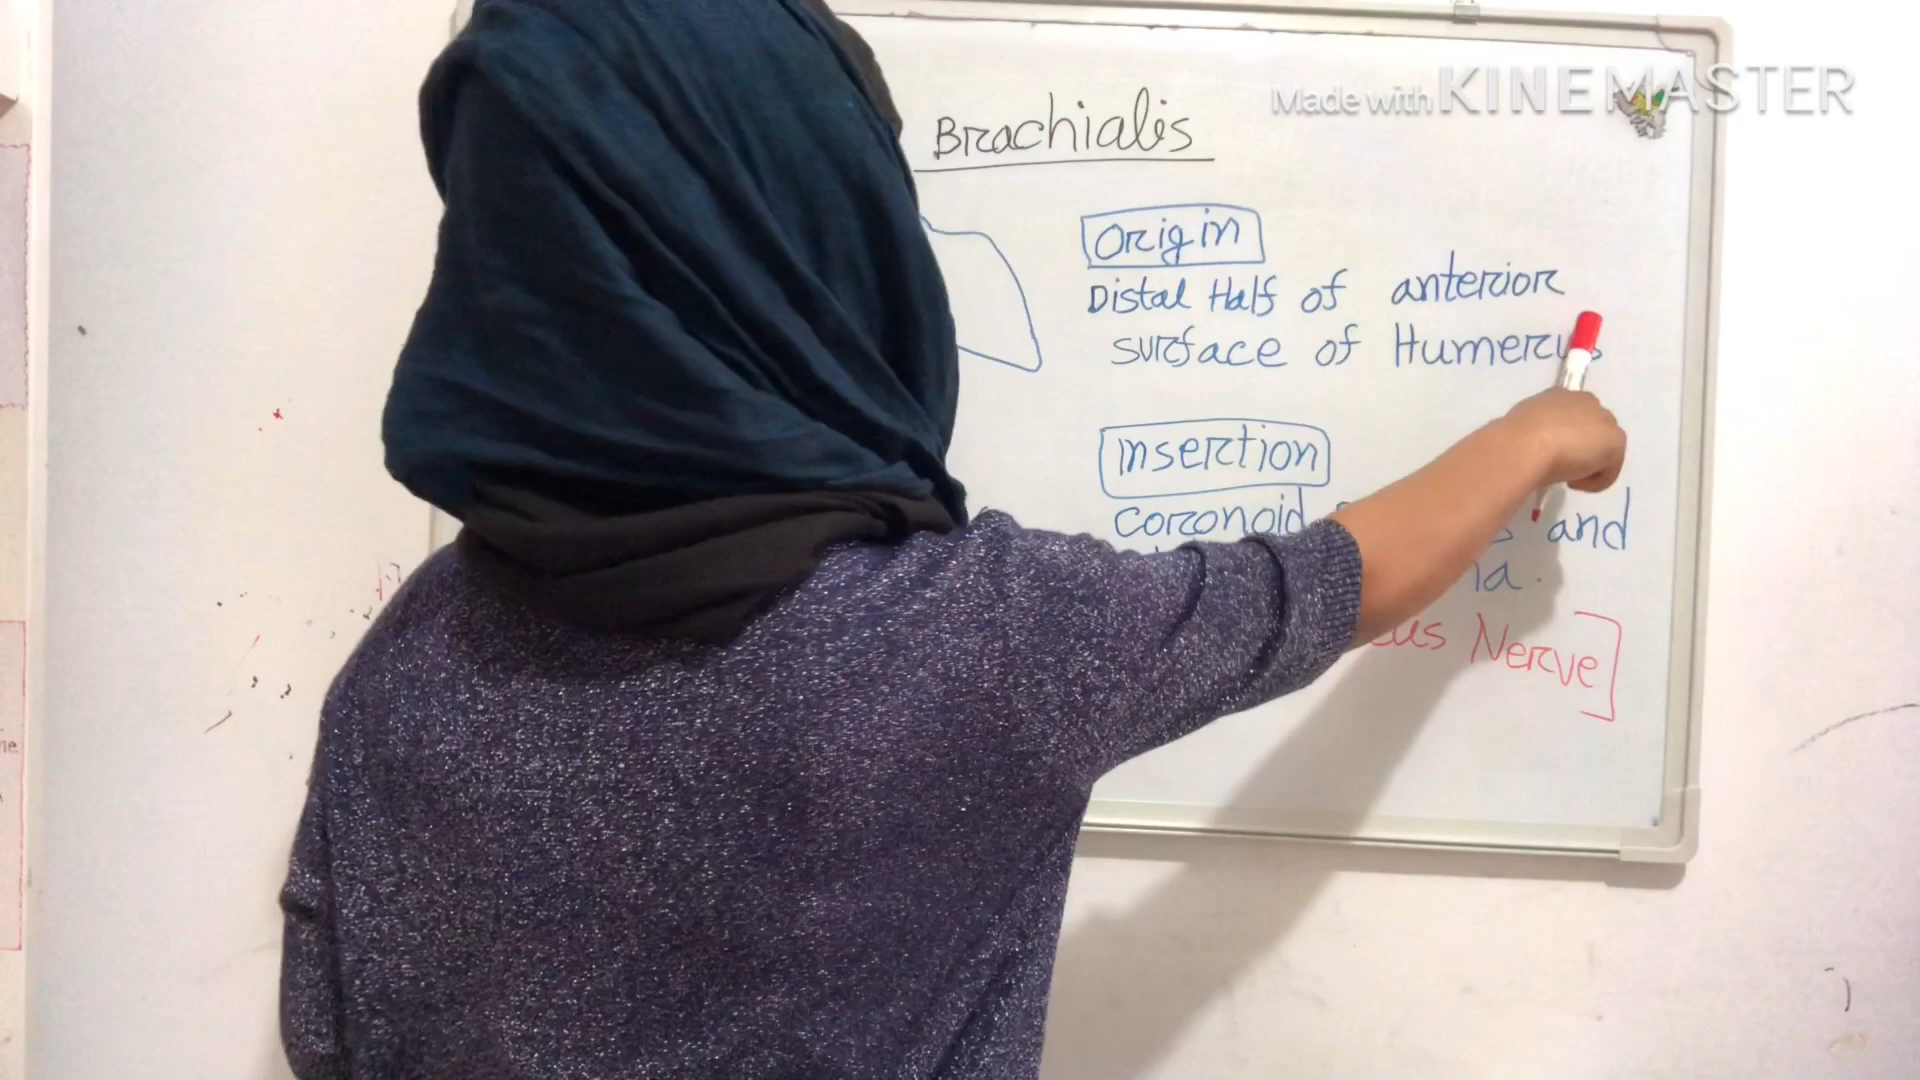 Made with KINEMASTER
Brachialis
Origin
Distal Half of anterior
surface of Humerus
insertion
coronoid and
Nerve